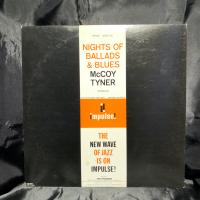 NIGHTS OF
BALLADS
& BLUES
McCOY
TYNER
impulse!
THE
NEW WAVE
OF JAZZ
IS ON
IMPULSE!